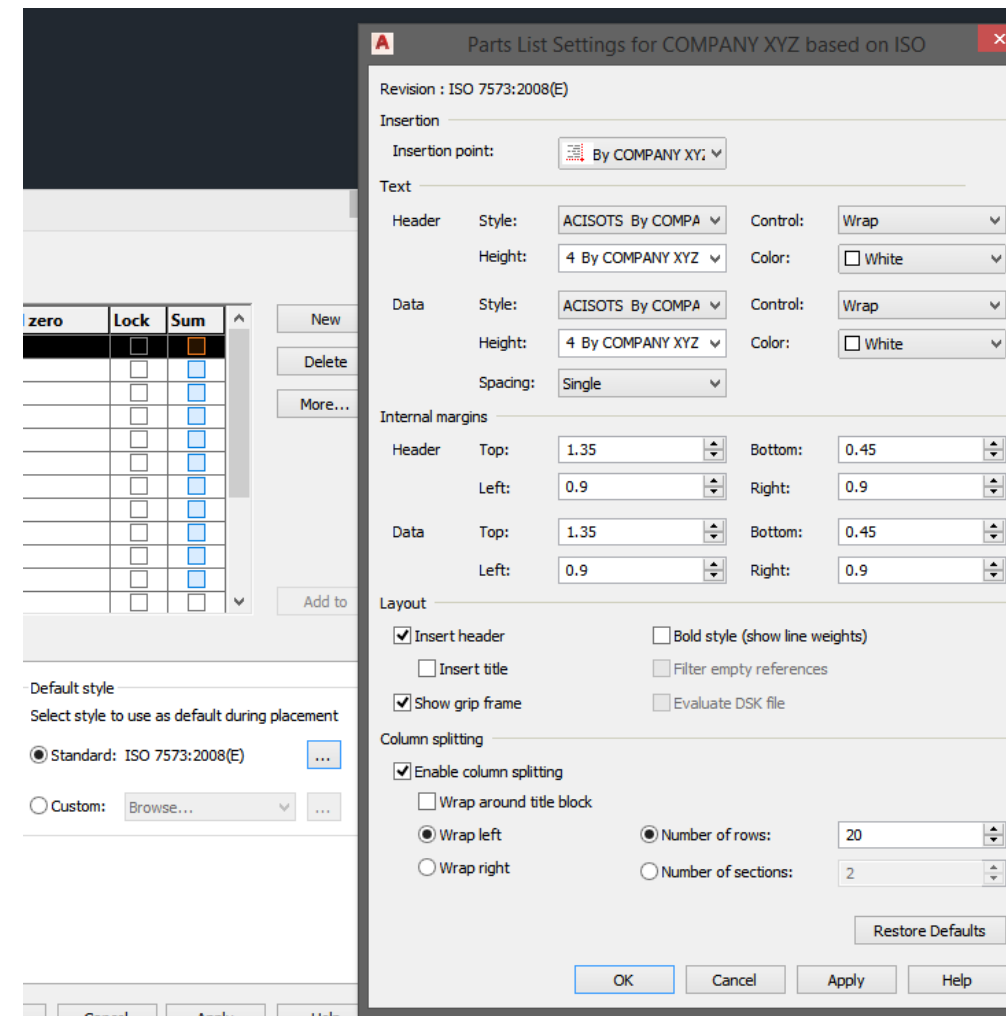 A
Parts List Settings for COMPANY XYZ based on ISO
Revision : ISO 7573:2008(E)
Insertion
Insertion point: By COMPANY XYZ
Text
Header Style: ACISOTS By COMPA Control: Wrap
Height: 4 By COMPANY XYZ Color: White
Data Style: ACISOTS By COMPA Control: Wrap
Height: 4 By COMPANY XYZ Color: White
Spacing: Single
Internal margins
Header Top: 1.35 Bottom: 0.45
Left: 0.9 Right: 0.9
Data Top: 1.35 Bottom: 0.45
Left: 0.9 Right: 0.9
Layout
Insert header Bold style (show line weights)
Insert title Filter empty references
Show grip frame Evaluate DSK file
Column splitting
Enable column splitting
Wrap around title block
Wrap left Number of rows: 20
Wrap right Number of sections: 2
Restore Defaults
OK Cancel Apply Help
zero Lock Sum
New
Delete
More...
Add to
Default style
Select style to use as default during placement
Standard: ISO 7573:2008(E) ...
Custom: Browse... ...
Cancel Apply Help